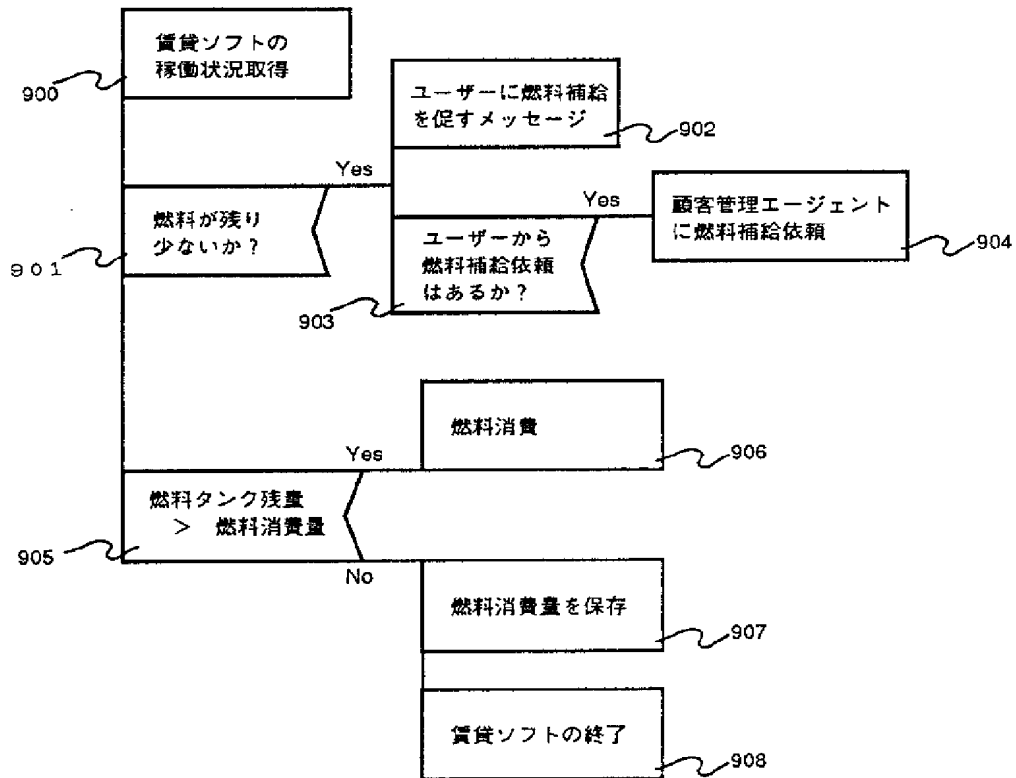 賃貸ソフトの
稼働状況取得
900
ユーザーに燃料補給
を促すメッセージ
902
Yes
燃料が残り
少ないか?
901
Yes
ユーザーから
燃料補給依頼
はあるか?
903
顧客管理エージェント
に燃料補給依頼
904
燃料消費
906
Yes
燃料タンク残量
> 燃料消費量
905
No
燃料消費量を保存
907
賃貸ソフトの終了
908